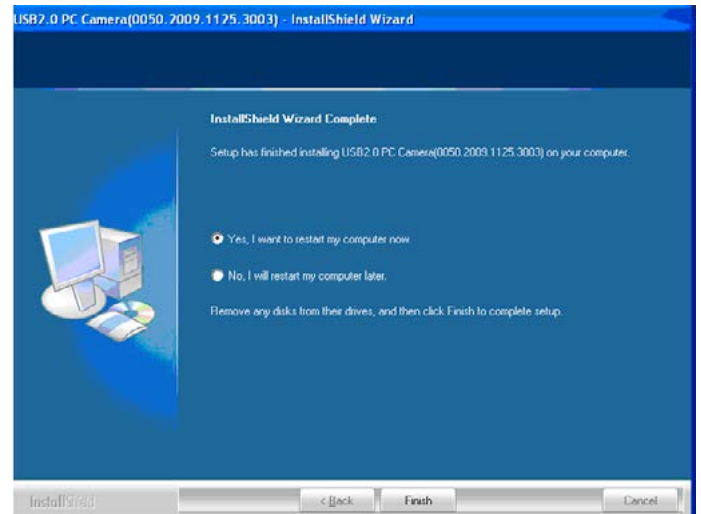 USB2.0 PC Camera(0050.2009.1125.3003) - InstallShield Wizard
InstallShield Wizard Complete
Setup has finished installing USB2.0 PC Camera(0050.2009.1125.3003) on your computer.
Yes, I want to restart my computer now.
No, I will restart my computer later.
Remove any disks from their drives, and then click Finish to complete setup.
InstallShield
< Back
Finish
Cancel